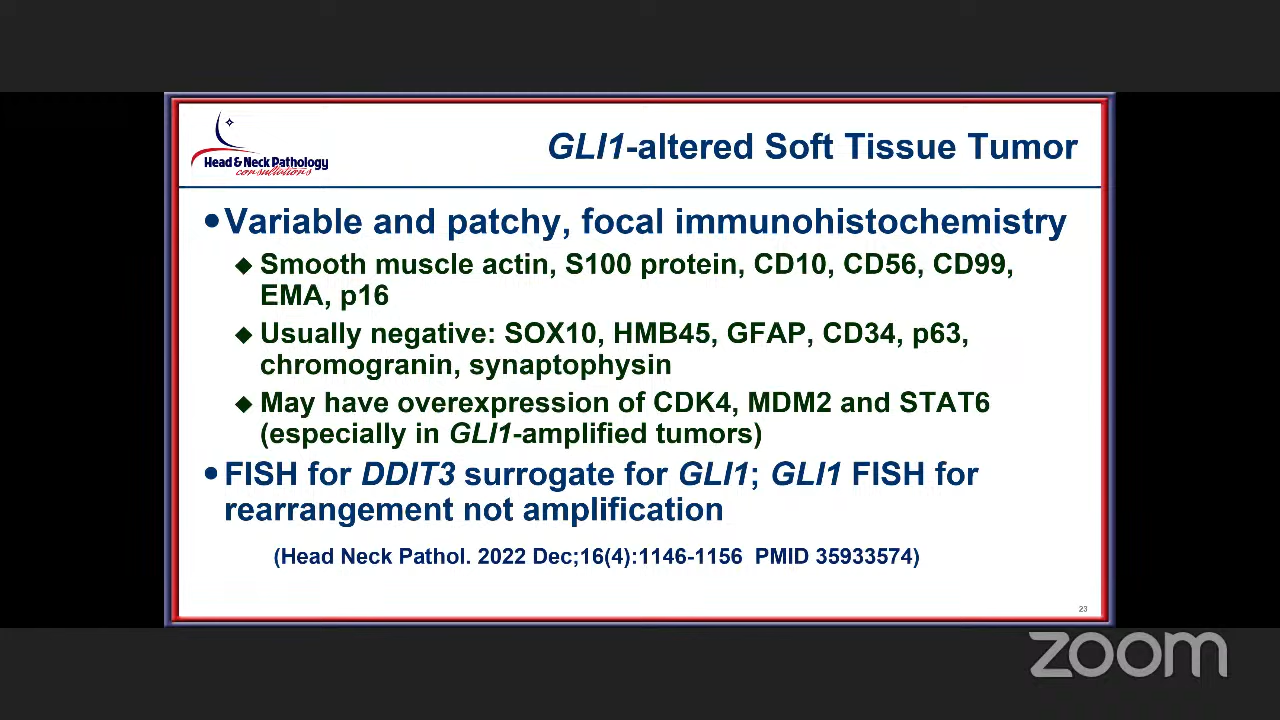 Head & Neck Pathology
consultations
GLI1-altered Soft Tissue Tumor
•Variable and patchy, focal immunohistochemistry
◆ Smooth muscle actin, S100 protein, CD10, CD56, CD99,
EMA, p16
◆ Usually negative: SOX10, HMB45, GFAP, CD34, p63,
chromogranin, synaptophysin
◆ May have overexpression of CDK4, MDM2 and STAT6
(especially in GLI1-amplified tumors)
•FISH for DDIT3 surrogate for GLI1; GLI1 FISH for
rearrangement not amplification
(Head Neck Pathol. 2022 Dec;16(4):1146-1156 PMID 35933574)
23
zoom